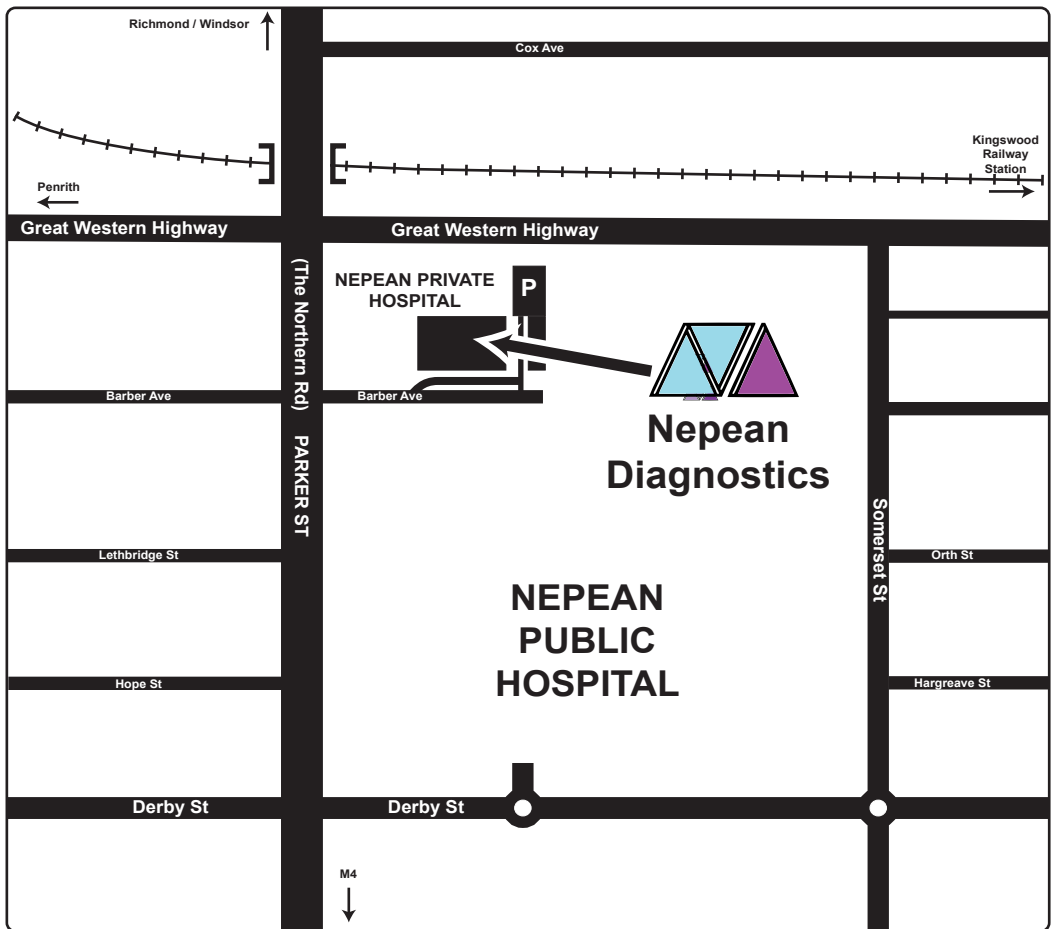 Richmond / Windsor
Cox Ave
Kingswood
Railway
Station
Penrith
Great Western Highway
Great Western Highway
(The Northern Rd) PARKER ST
NEPEAN PRIVATE
HOSPITAL
P
Barber Ave
Barber Ave
Nepean
Diagnostics
Somerset St
Lethbridge St
Orth St
NEPEAN
PUBLIC
HOSPITAL
Hope St
Hargreave St
Derby St
Derby St
M4